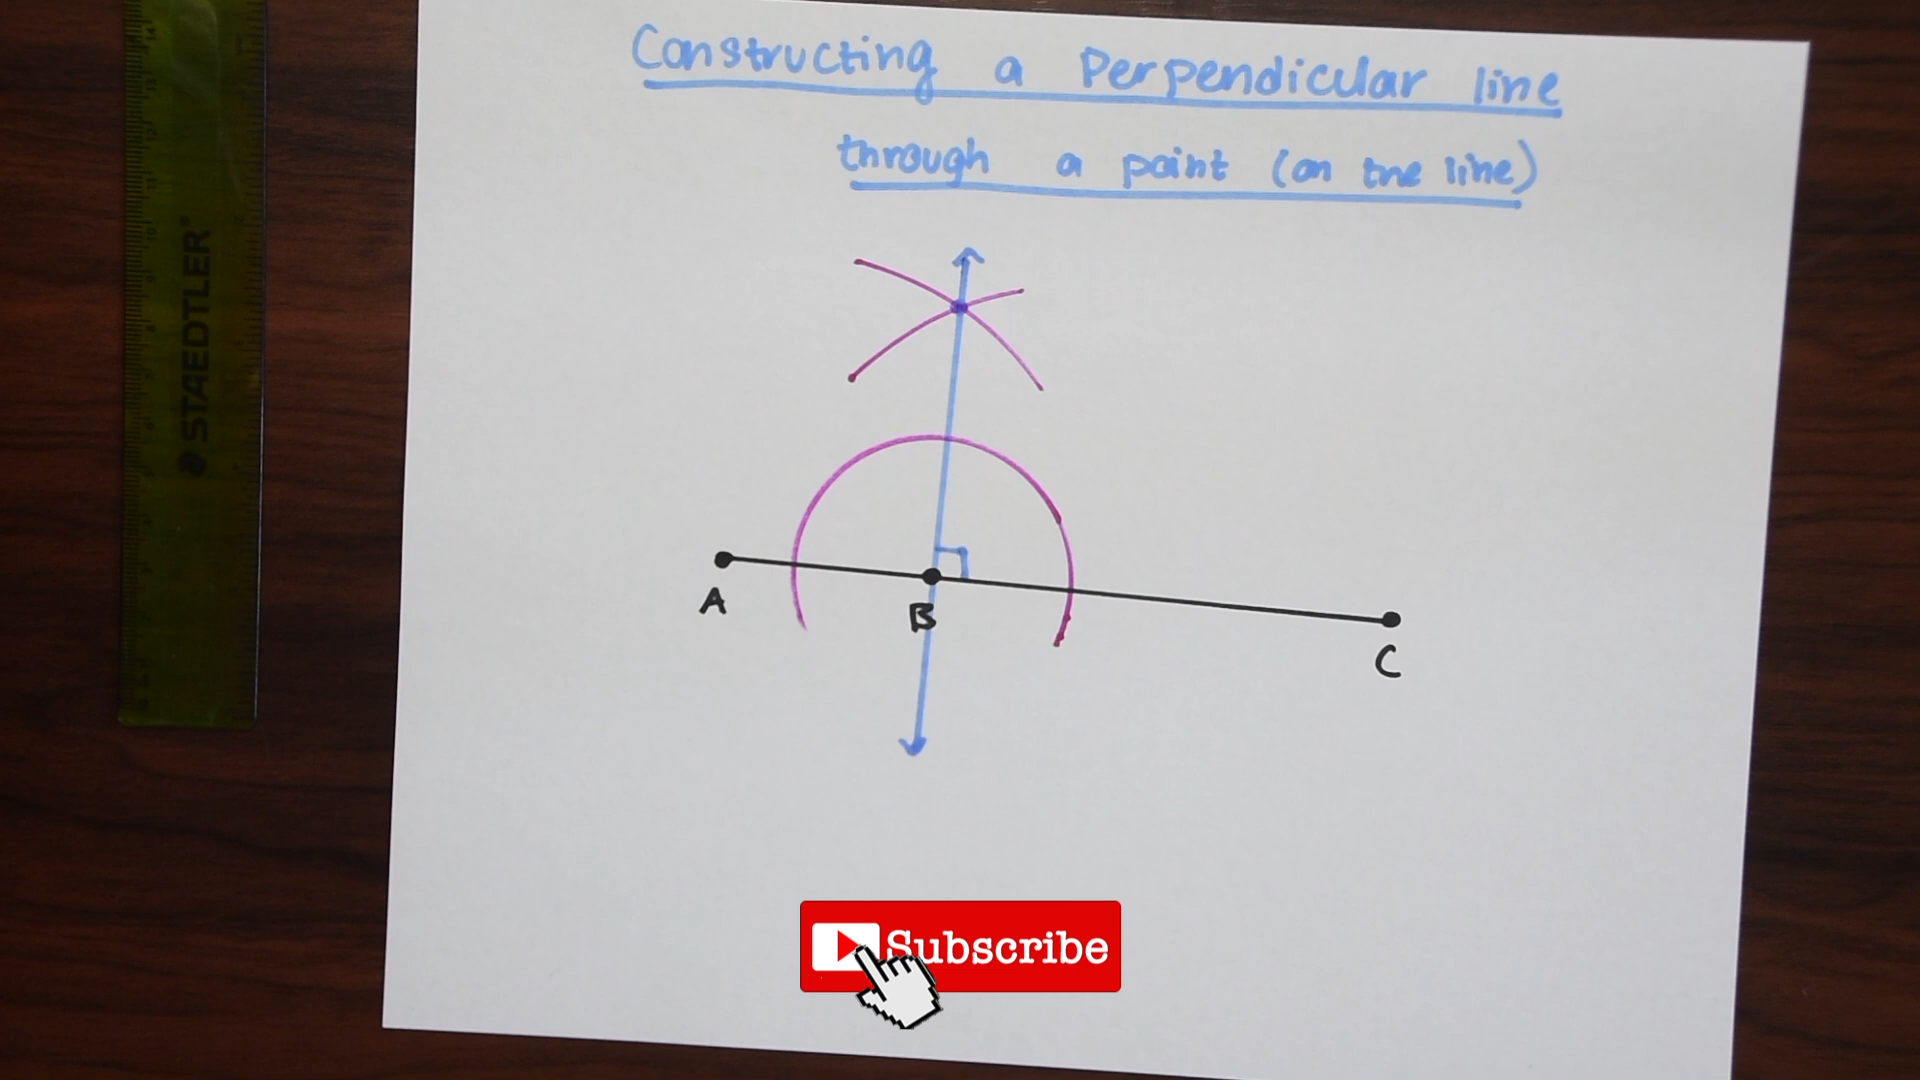 Constructing a Perpendicular line
through a point (on the line)
STAEDTLER
A
B
C
Subscribe